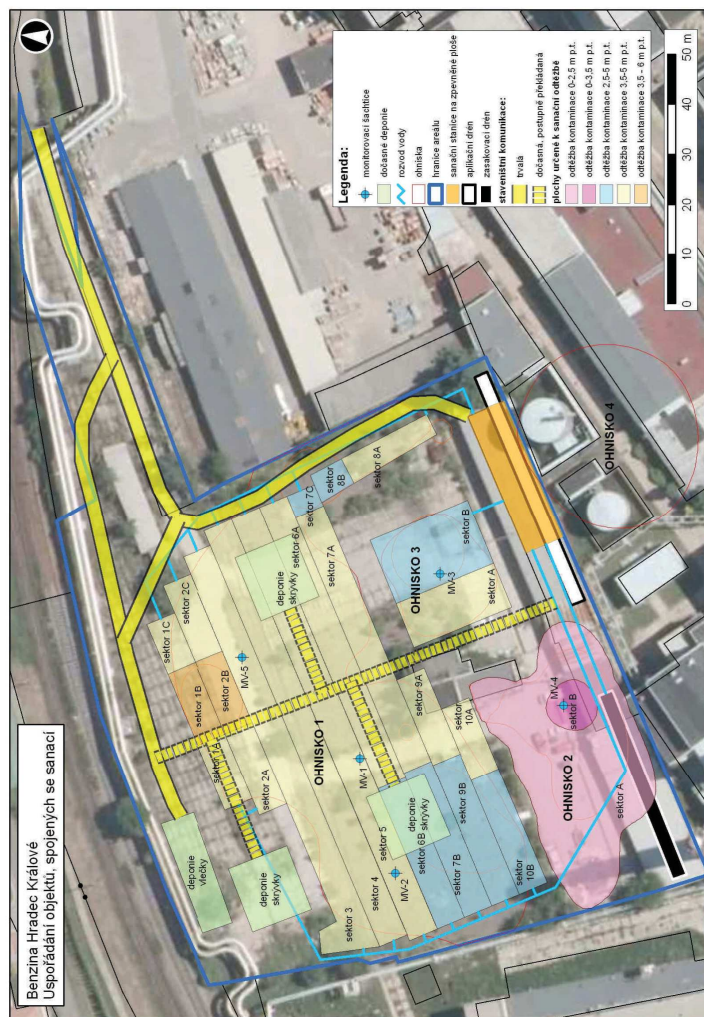 Benzina Hradec Králové
Uspořádání objektů, spojených se sanací
Legenda:
monitorovací šachtice
dočasné deponie
rozvod vody
ohniska
hranice areálu
sanační stanice na zpevněné ploše
aplikační drén
zasakovací drén
staveništní komunikace:
trvalá
dočasná, postupně překládaná
plochy určené k sanační odtěžbě
odtěžba kontaminace 0-2,5 m p.t.
odtěžba kontaminace 0-3,5 m p.t.
odtěžba kontaminace 2,5-5 m p.t.
odtěžba kontaminace 3,5-5 m p.t.
odtěžba kontaminace 3,5 - 6 m p.t.
0 10 20 30 40 50 m
deponie
vlečky
deponie
skrývky
sektor 1A
sektor 1B
sektor 1C
sektor 2A
sektor 2B
sektor 2C
MV-5
OHNISKO 1
MV-1
sektor 3
sektor 4
sektor 5
MV-2
deponie
skrývky
sektor 6B
sektor 7B
sektor 9B
sektor 10B
deponie
skrývky
sektor 6A
sektor 7A
sektor 7C
sektor
8B
sektor 8A
sektor 9A
sektor
10A
OHNISKO 3
MV-3
sektor A
sektor B
OHNISKO 2
MV-4
sektor B
sektor A
OHNISKO 4